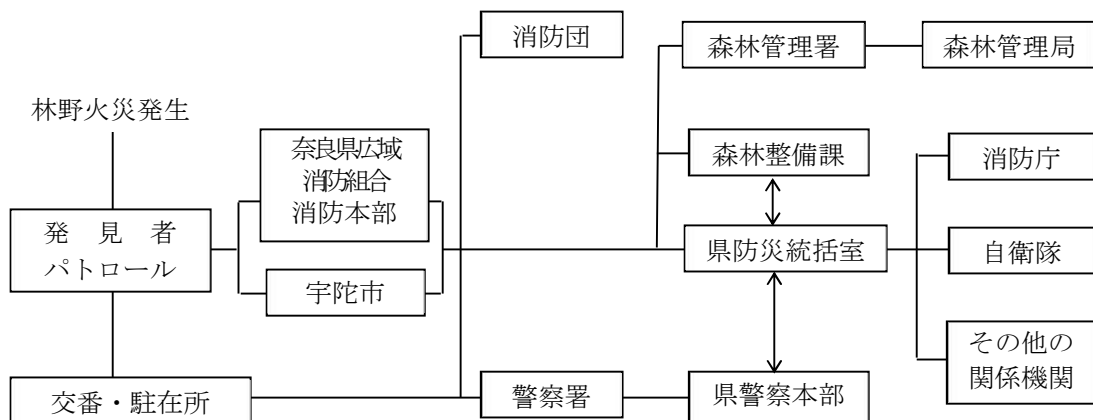 林野火災発生
発　見　者
パトロール
交番・駐在所
奈良県広域
消防組合
消防本部
宇陀市
消防団
警察署
森林管理署
森林整備課
県防災統括室
県警察本部
森林管理局
消防庁
自衛隊
その他の
関係機関